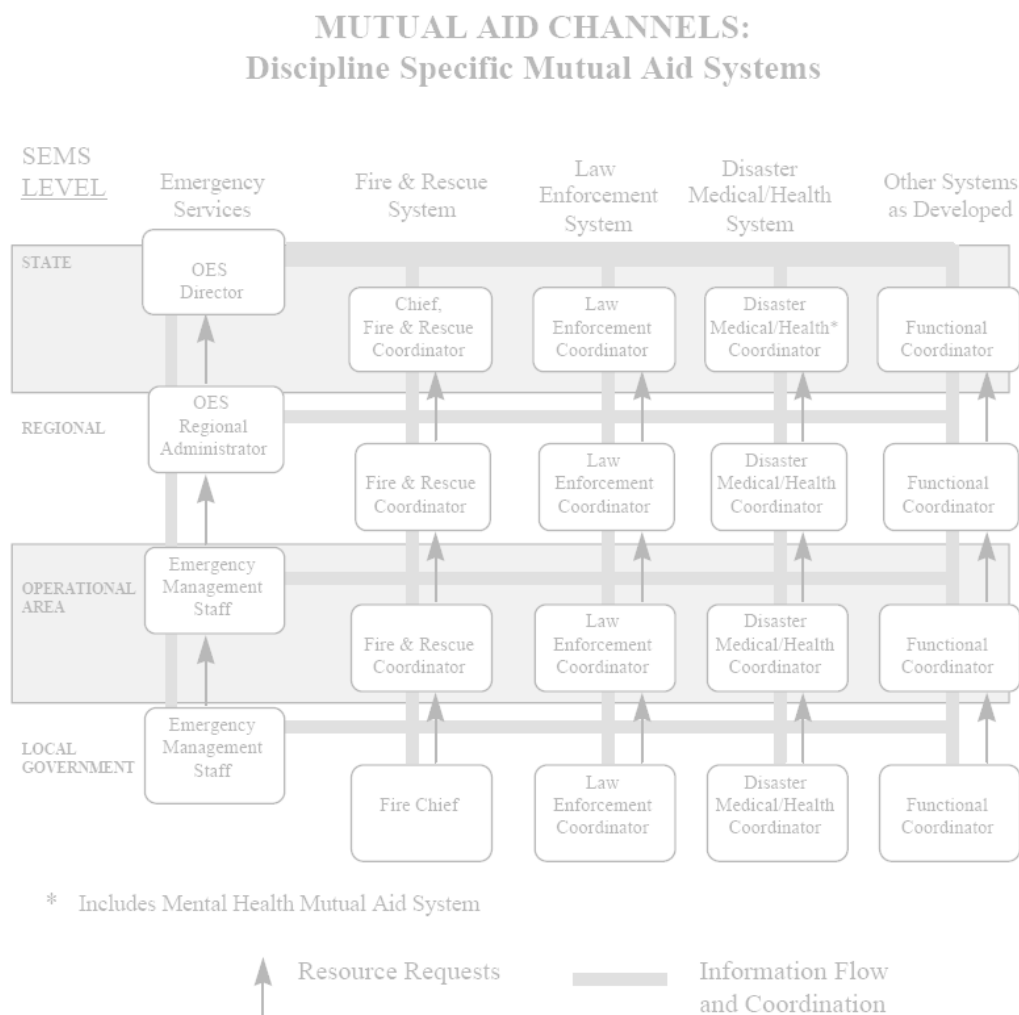 MUTUAL AID CHANNELS:
Discipline Specific Mutual Aid Systems
SEMS
LEVEL
Emergency
Services
Fire & Rescue
System
Law
Enforcement
System
Disaster
Medical/Health
System
Other Systems
as Developed
STATE
OES
Director
Chief,
Fire & Rescue
Coordinator
Law
Enforcement
Coordinator
Disaster
Medical/Health*
Coordinator
Functional
Coordinator
REGIONAL
OES
Regional
Administrator
Fire & Rescue
Coordinator
Law
Enforcement
Coordinator
Disaster
Medical/Health
Coordinator
Functional
Coordinator
OPERATIONAL
AREA
Emergency
Management
Staff
Fire & Rescue
Coordinator
Law
Enforcement
Coordinator
Disaster
Medical/Health
Coordinator
Functional
Coordinator
LOCAL
GOVERNMENT
Emergency
Management
Staff
Fire Chief
Law
Enforcement
Coordinator
Disaster
Medical/Health
Coordinator
Functional
Coordinator
* Includes Mental Health Mutual Aid System
Resource Requests
Information Flow
and Coordination